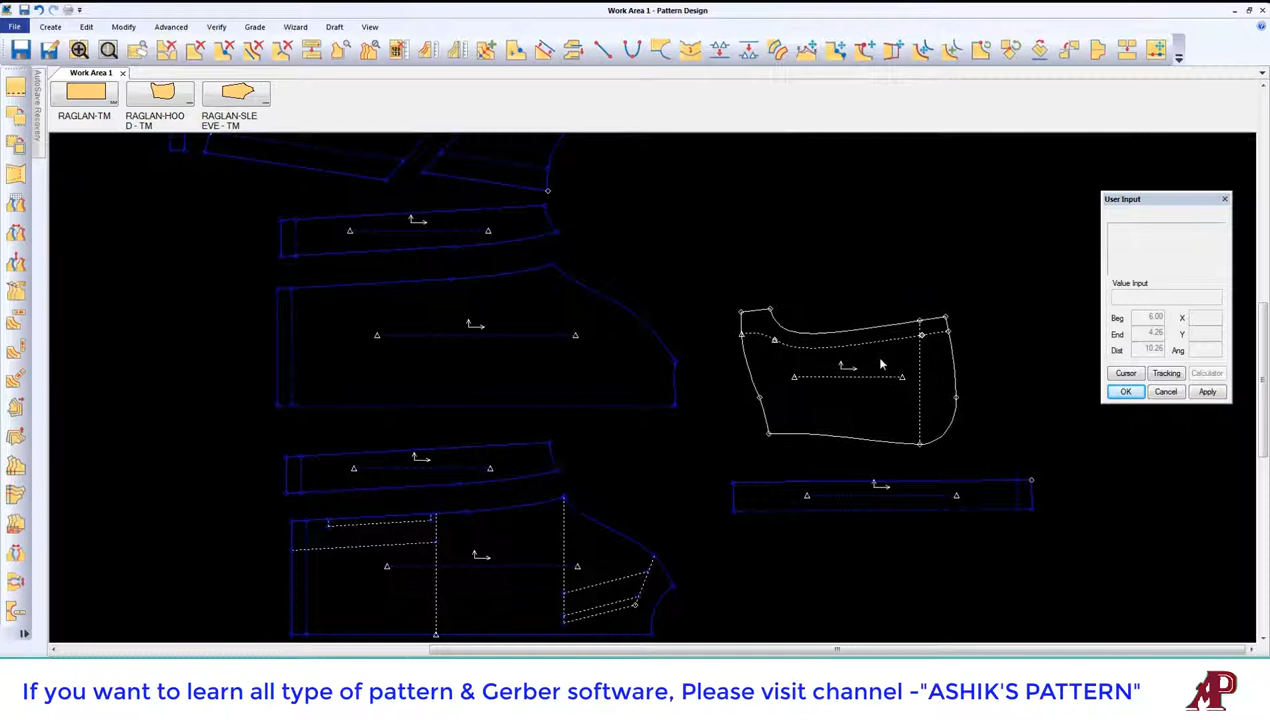 Work Area 1 - Pattern Design
File Create Edit Modify Advanced Verify Grade Wizard Draft View
Work Area 1
AutoSave Recovery
RAGLAN-TM
RAGLAN-HOO
D - TM
RAGLAN-SLE
EVE - TM
User Input
Value Input
Beg 6.00 X
End 4.26 Y
Dist 10.26 Ang
Cursor Tracking Calculator
OK Cancel Apply
If you want to learn all type of pattern & Gerber software, Please visit channel -"ASHIK'S PATTERN"
AP